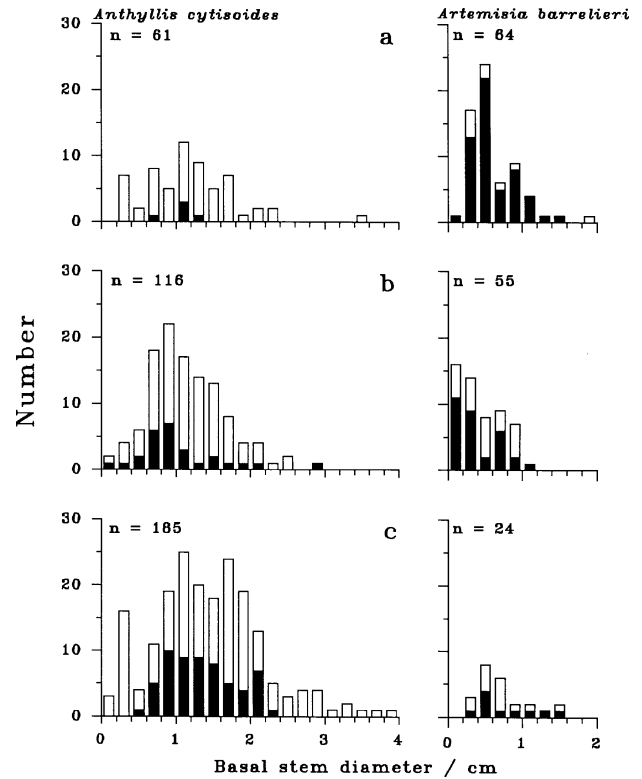 Anthyllis cytisoides Artemisia barrelieri
30 n = 61 a n = 64
20
10
0
30 n = 116 b n = 55
20
10
0
30 n = 185 c n = 24
20
10
0
0 1 2 3 4 0 1 2
Number
Basal stem diameter / cm